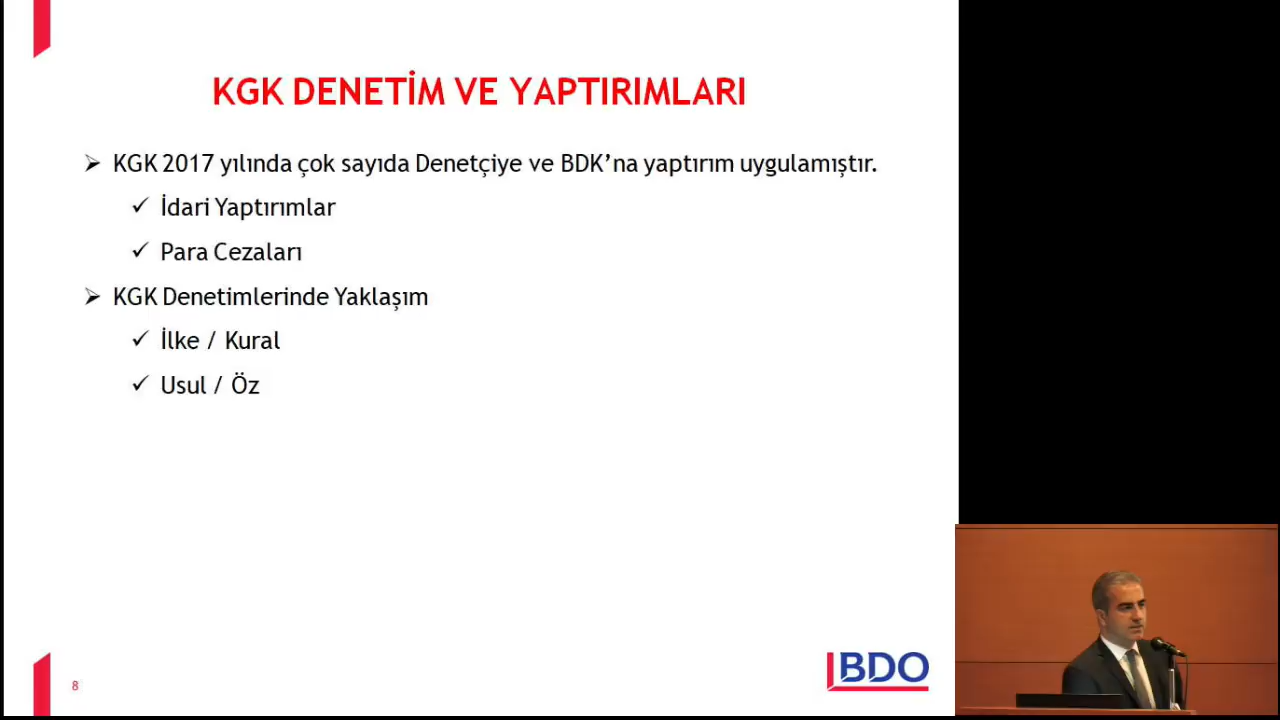 KGK DENETİM VE YAPTIRIMLARI
KGK 2017 yılında çok sayıda Denetçiye ve BDK’na yaptırım uygulamıştır.
İdari Yaptırımlar
Para Cezaları
KGK Denetimlerinde Yaklaşım
İlke / Kural
Usul / Öz
8
BDO